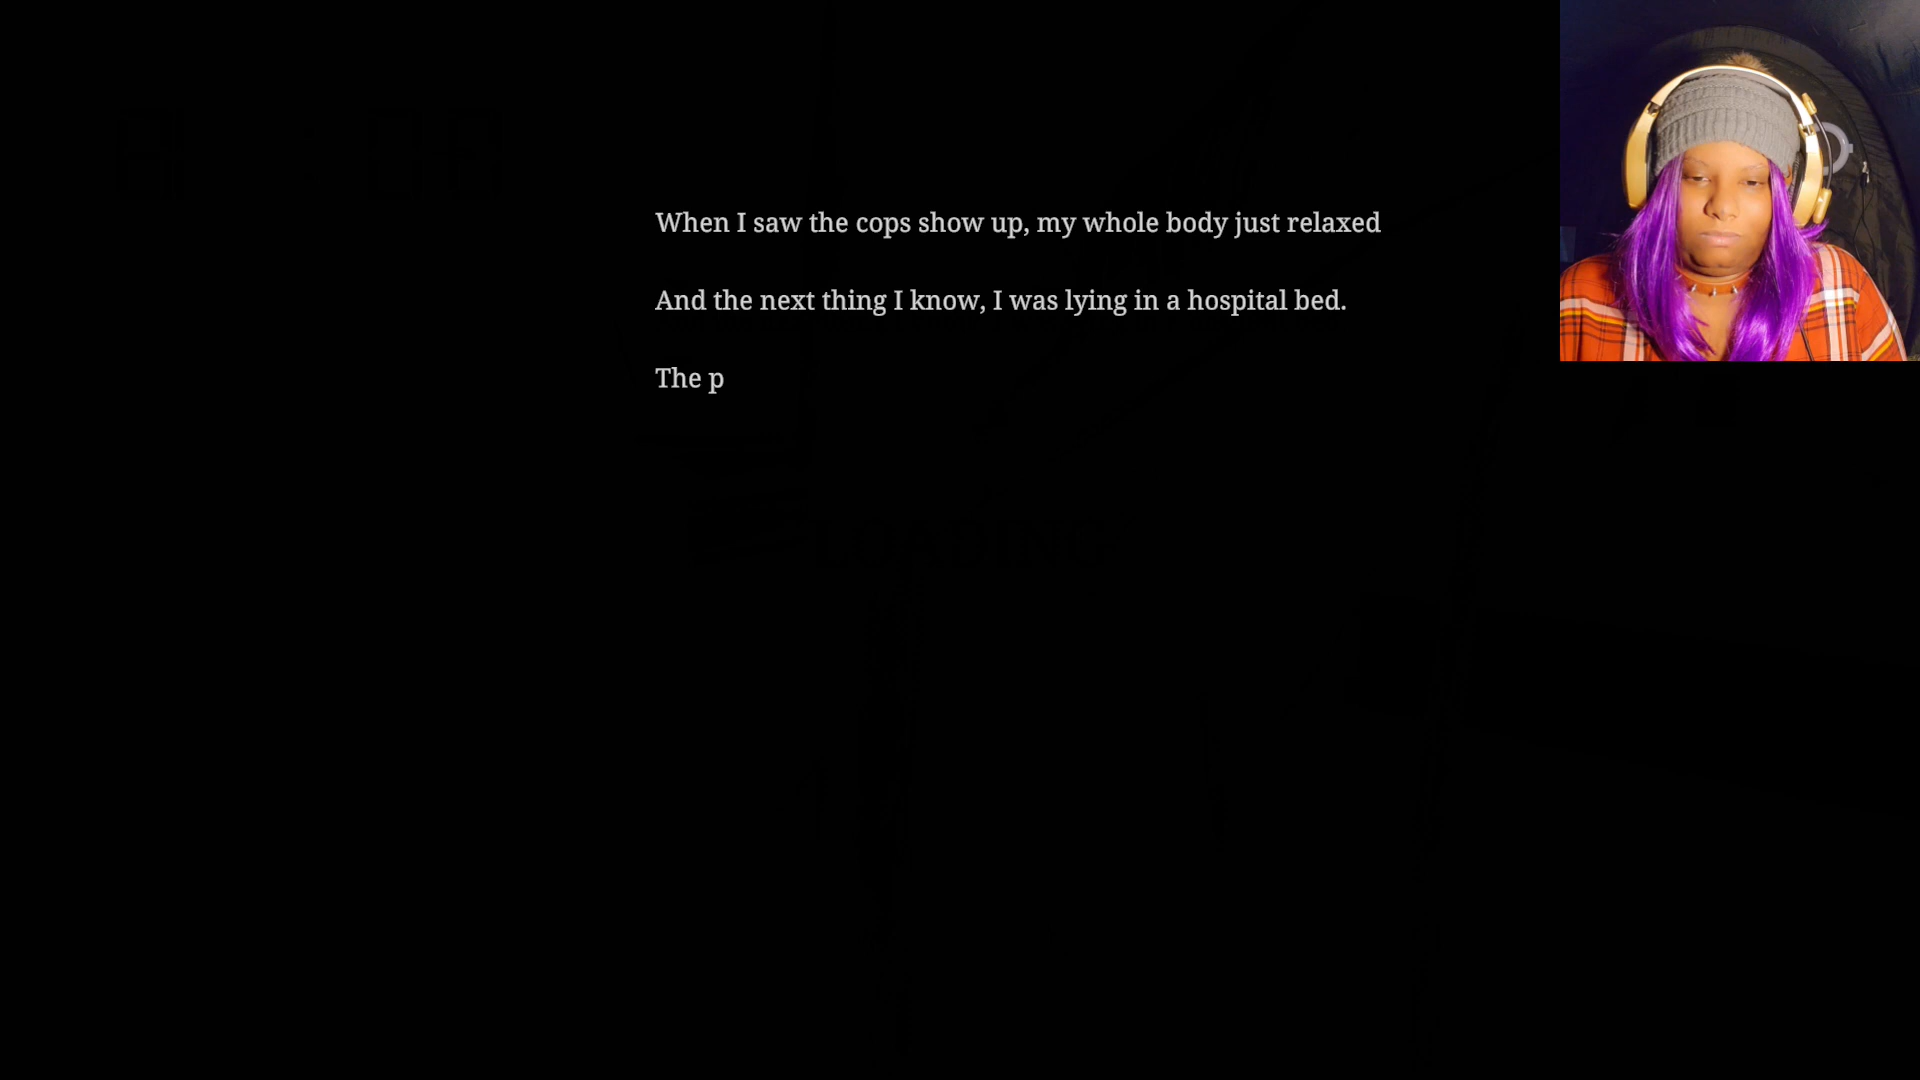 When I saw the cops show up, my whole body just relaxed
And the next thing I know, I was lying in a hospital bed.
The p
LOADING